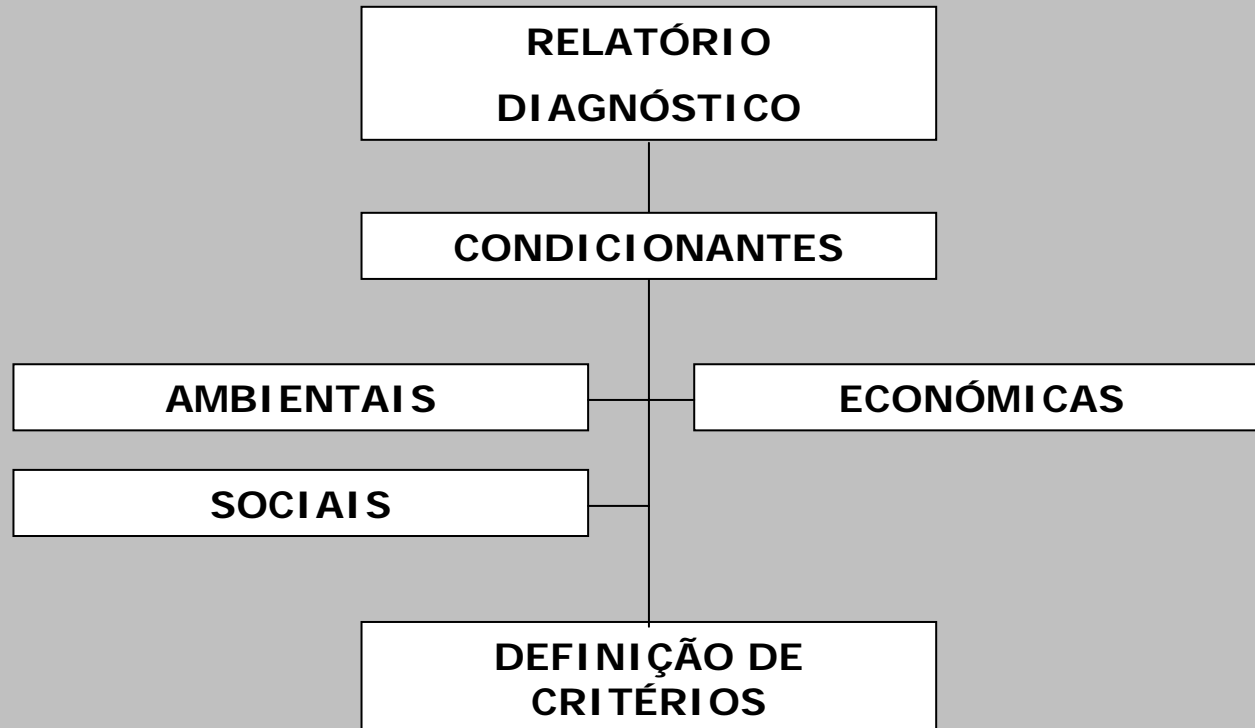 RELATÓRIO
DIAGNÓSTICO
CONDICIONANTES
AMBIENTAIS
ECONÓMICAS
SOCIAIS
DEFINIÇÃO DE
CRITÉRIOS